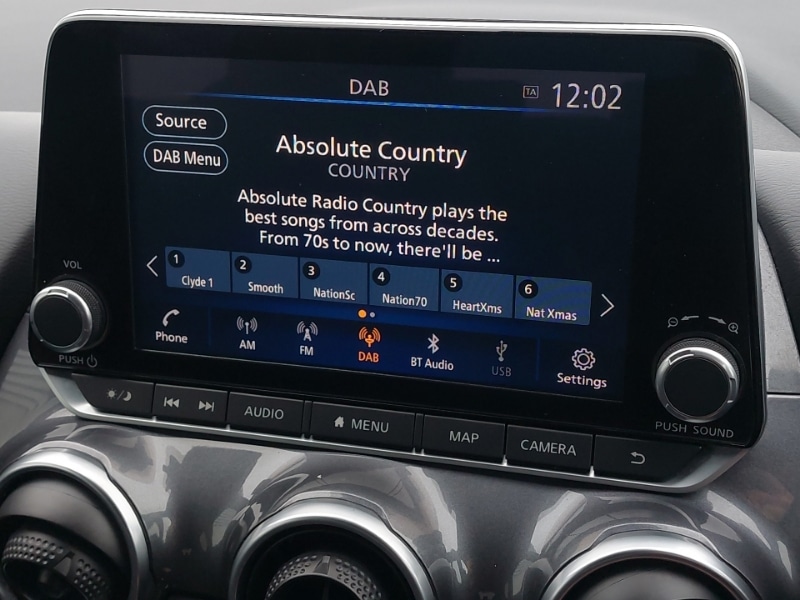 DAB
TA 12:02
Source
DAB Menu
Absolute Country
COUNTRY
Absolute Radio Country plays the
best songs from across decades.
From 70s to now, there'll be ...
1 Clyde 1
2 Smooth
3 NationSc
4 Nation70
5 HeartXms
6 Nat Xmas
Phone
AM
FM
DAB
BT Audio
USB
Settings
VOL
PUSH
PUSH SOUND
AUDIO
MENU
MAP
CAMERA